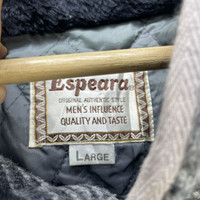 Espeara
ORIGINAL AUTHENTIC STYLE
MEN'S INFLUENCE
QUALITY AND TASTE
LARGE